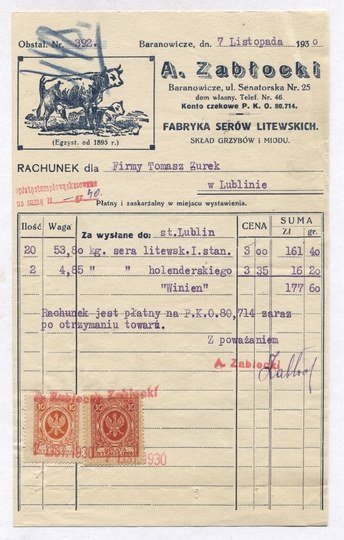 Obstal. Nr. 392.
Baranowicze, dn. 7 Listopada 1930
A. Zabłocki
Baranowicze, ul. Senatorska Nr. 25
dom własny. Telef. Nr. 46.
Konto czekowe P. K. O. 80.714.
(Egzyst. od 1895 r.)
FABRYKA SERÓW LITEWSKICH.
SKŁAD GRZYBÓW I MIODU.
RACHUNEK dla Firmy Tomasz Zurek
w Lublinie
Płatny i zaskarżalny w miejscu wystawienia.
Ilość Waga Za wysłane do: st.Lublin CENA SUMA
Zł. gr.
20 53,80 kg. sera litewsk.I.stan. 3 00 161 40
2 4,85 " " holenderskiego 3 35 16 20
"Winien" 177 60
Rachunek jest płatny na P.K.O.80,714 zaraz
po otrzymaniu towaru.
Z poważaniem
A. Zabłocki
A. Zabłocki
1930
1930